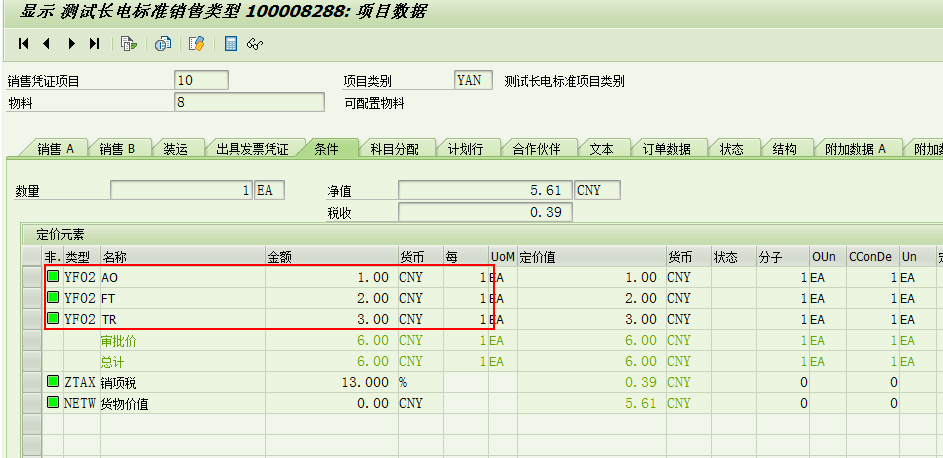 显示 测试长电标准销售类型 100008288: 项目数据
销售凭证项目 10 项目类别 YAN 测试长电标准项目类别
物料 8 可配置物料
销售 A 销售 B 装运 出具发票凭证 条件 科目分配 计划行 合作伙伴 文本 订单数据 状态 结构 附加数据 A 附加
数量 1 EA 净值 5.61 CNY
税收 0.39
定价元素
非. 类型 名称 金额 货币 每 UoM 定价值 货币 状态 分子 OUn CConDe Un
YF02 AO 1.00 CNY 1 EA 1.00 CNY 1 EA 1 EA
YF02 FT 2.00 CNY 1 EA 2.00 CNY 1 EA 1 EA
YF02 TR 3.00 CNY 1 EA 3.00 CNY 1 EA 1 EA
审批价 6.00 CNY 1 EA 6.00 CNY 1 EA 1 EA
总计 6.00 CNY 1 EA 6.00 CNY 1 EA 1 EA
ZTAX 销项税 13.000 % 0.39 CNY 0 0
NETW 货物价值 0.00 CNY 5.61 CNY 0 0